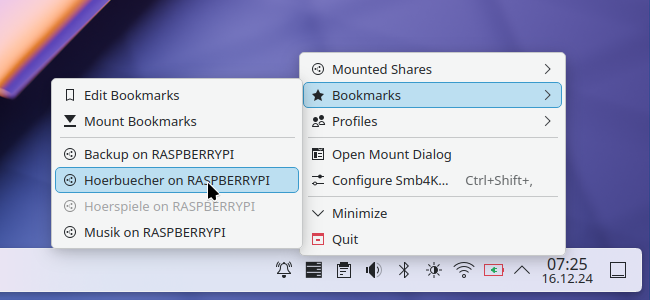 Mounted Shares
Bookmarks
Profiles
Open Mount Dialog
Configure Smb4K... Ctrl+Shift+,
Minimize
Quit
Edit Bookmarks
Mount Bookmarks
Backup on RASPBERRYPI
Hoerbuecher on RASPBERRYPI
Hoerspiele on RASPBERRYPI
Musik on RASPBERRYPI
07:25
16.12.24